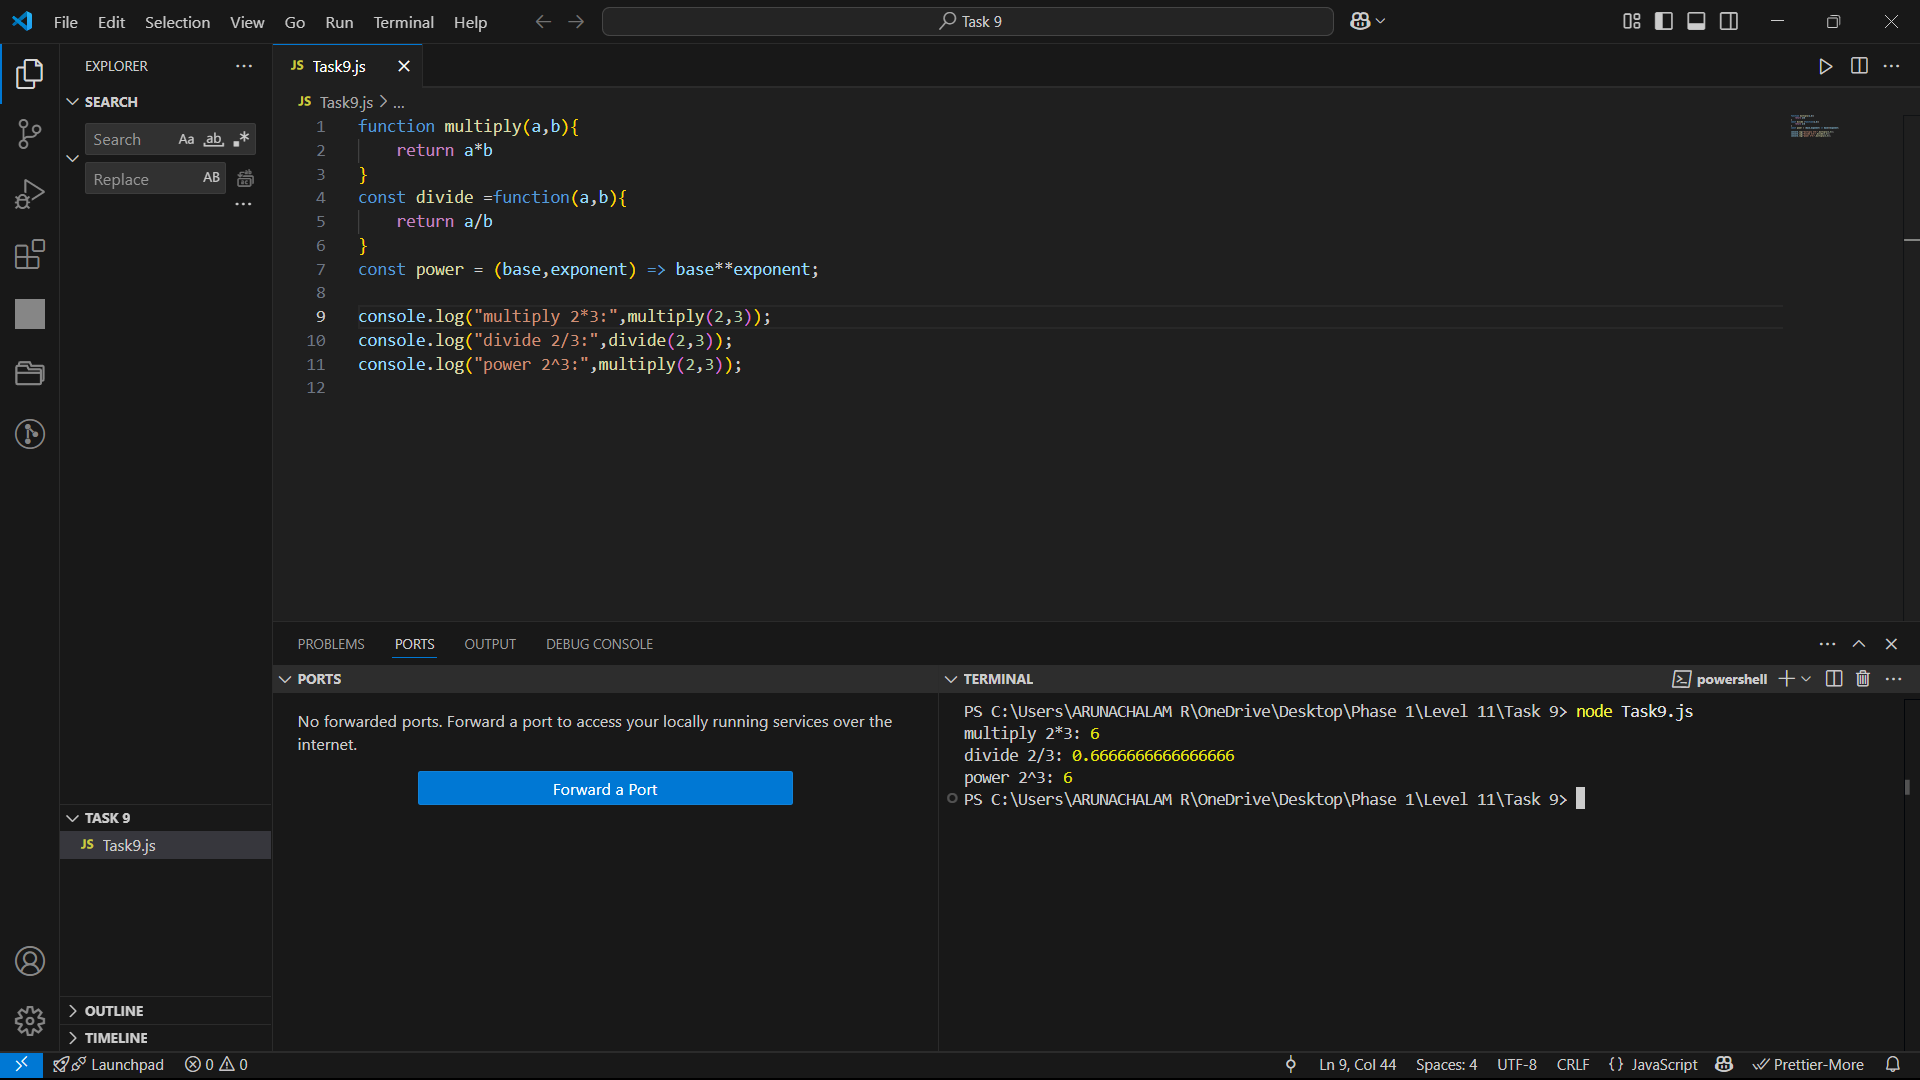 File Edit Selection View Go Run Terminal Help Task 9
EXPLORER
SEARCH
Search Aa ab
Replace AB
JS Task9.js
JS Task9.js > ...
1 function multiply(a,b){
2 return a*b
3 }
4 const divide =function(a,b){
5 return a/b
6 }
7 const power = (base,exponent) => base**exponent;
8
9 console.log("multiply 2*3:",multiply(2,3));
10 console.log("divide 2/3:",divide(2,3));
11 console.log("power 2^3:",multiply(2,3));
12
PROBLEMS PORTS OUTPUT DEBUG CONSOLE
PORTS
No forwarded ports. Forward a port to access your locally running services over the
internet.
Forward a Port
TERMINAL powershell
PS C:\Users\ARUNACHALAM R\OneDrive\Desktop\Phase 1\Level 11\Task 9> node Task9.js
multiply 2*3: 6
divide 2/3: 0.6666666666666666
power 2^3: 6
PS C:\Users\ARUNACHALAM R\OneDrive\Desktop\Phase 1\Level 11\Task 9>
TASK 9
JS Task9.js
OUTLINE
TIMELINE
Launchpad 0 0 Ln 9, Col 44 Spaces: 4 UTF-8 CRLF {} JavaScript Prettier-More